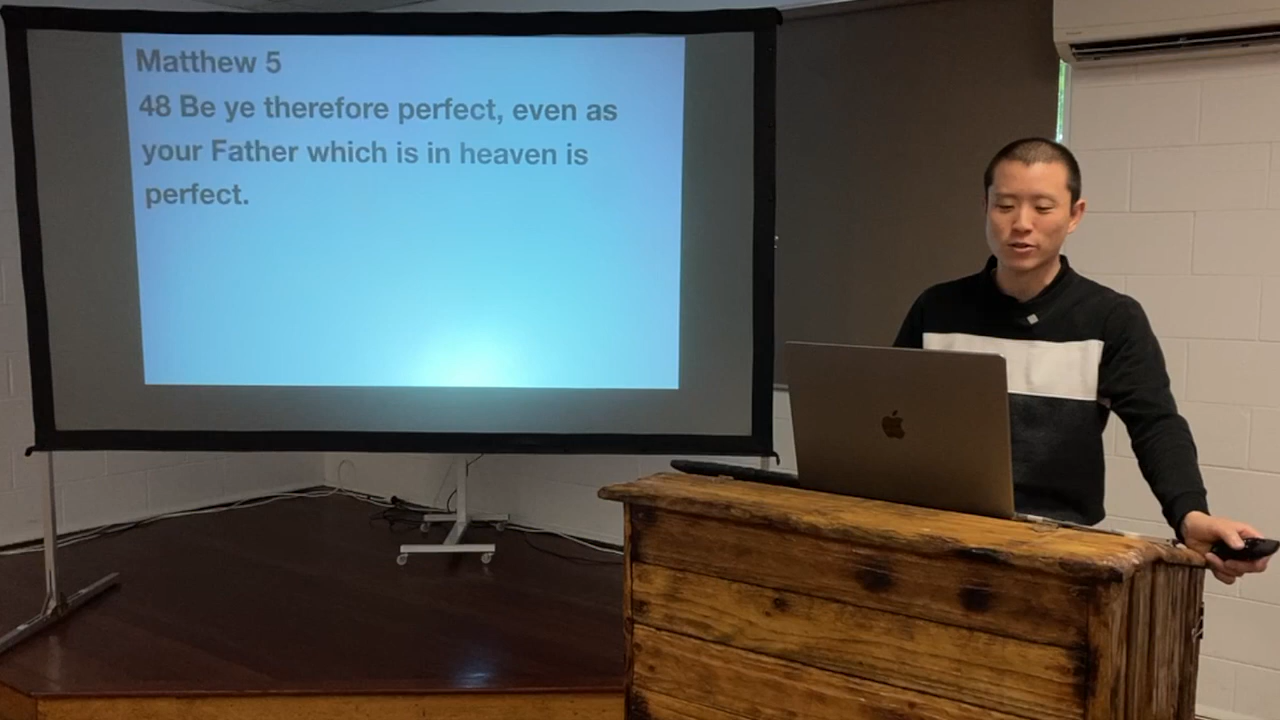 Matthew 5
48 Be ye therefore perfect, even as
your Father which is in heaven is
perfect.